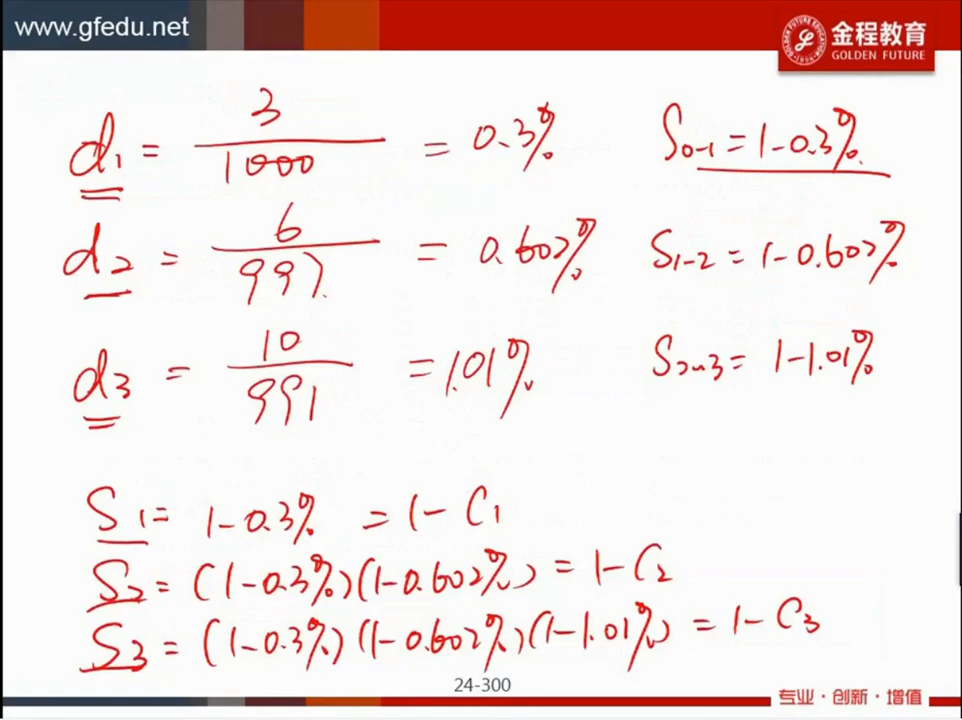 www.gfedu.net
金程教育
GOLDEN FUTURE
d1 = 3/1000 = 0.3% S0-1 = 1-0.3%.
d2 = 6/997. = 0.602% S1-2 = 1-0.602%
d3 = 10/991 = 1.01% S2~3 = 1-1.01%
S1 = 1-0.3% = 1-C1
S2 = (1-0.3%)(1-0.602%) = 1-C2
S3 = (1-0.3%)(1-0.602%)(1-1.01%) = 1-C3
24-300
专业·创新·增值